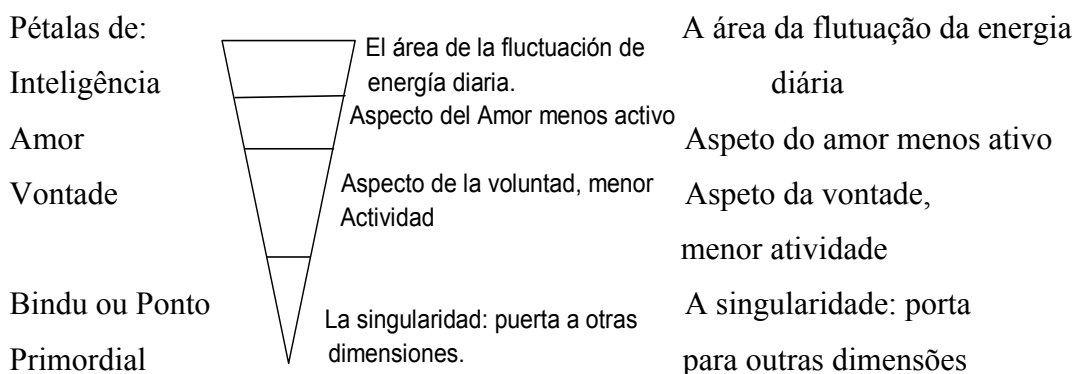 Pétalas de:
Inteligência
Amor
Vontade
Bindu ou Ponto
Primordial
El área de la fluctuación de
energía diaria.
Aspecto del Amor menos activo
Aspecto de la voluntad, menor
Actividad
La singularidad: puerta a otras
dimensiones.
A área da flutuação da energia
diária
Aspeto do amor menos ativo
Aspeto da vontade,
menor atividade
A singularidade: porta
para outras dimensões